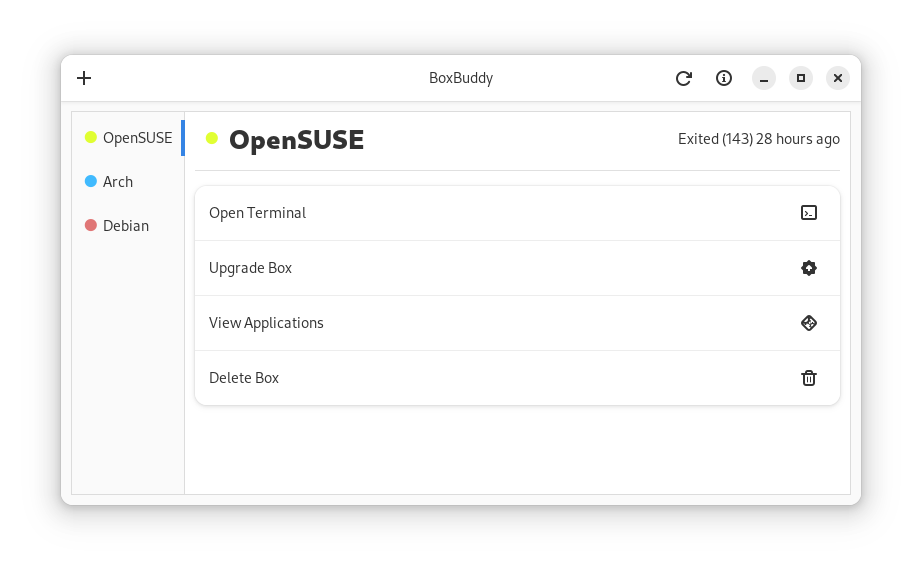 BoxBuddy
OpenSUSE
Arch
Debian
OpenSUSE
Exited (143) 28 hours ago
Open Terminal
Upgrade Box
View Applications
Delete Box